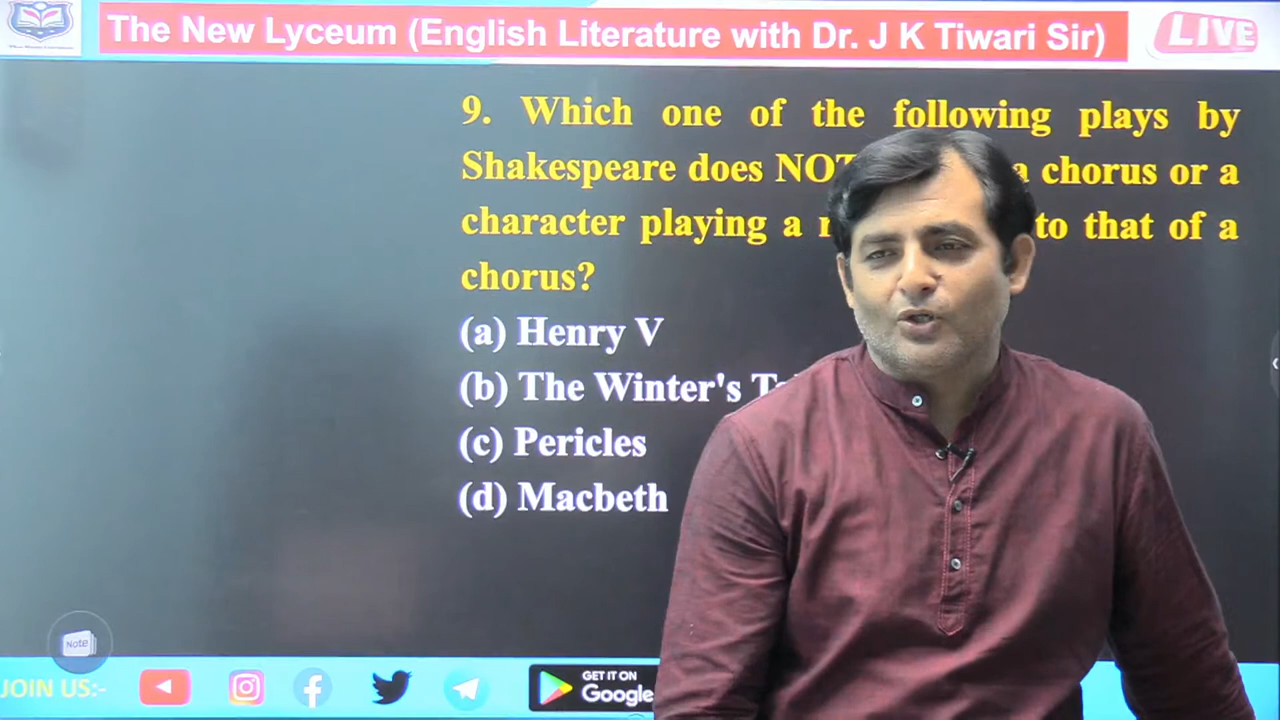 The New Lyceum (English Literature with Dr. J K Tiwari Sir)
LIVE
9. Which one of the following plays by
Shakespeare does a chorus or a
character playing a to that of a
chorus?
(a) Henry V
(b) The Winter's
(c) Pericles
(d) Macbeth
Note
JOIN US:-
GET IT ON
Google